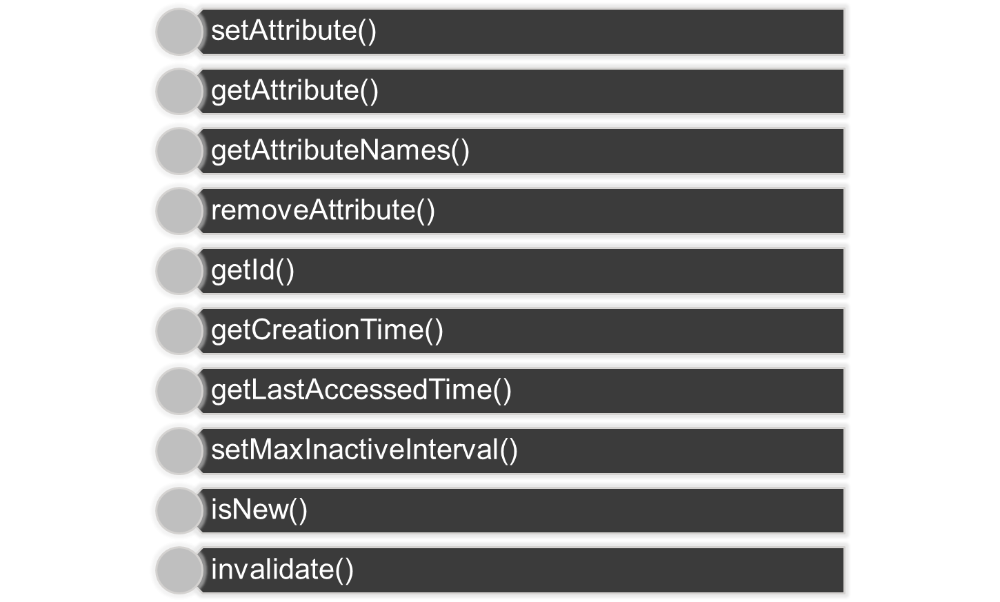 setAttribute()
getAttribute()
getAttributeNames()
removeAttribute()
getId()
getCreationTime()
getLastAccessedTime()
setMaxInactiveInterval()
isNew()
invalidate()